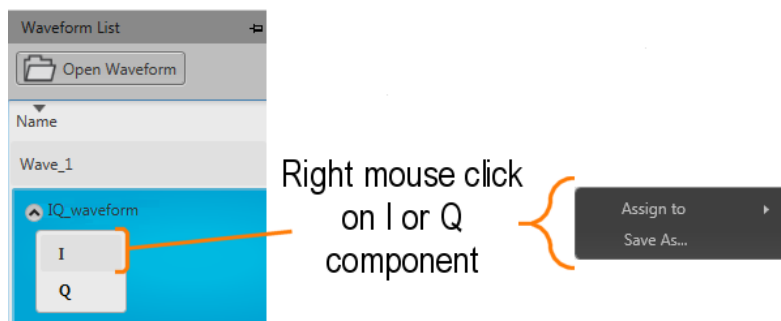 Waveform List
Open Waveform
Name
Wave_1
IQ_waveform
I
Q
Right mouse click
on I or Q
component
Assign to
Save As...